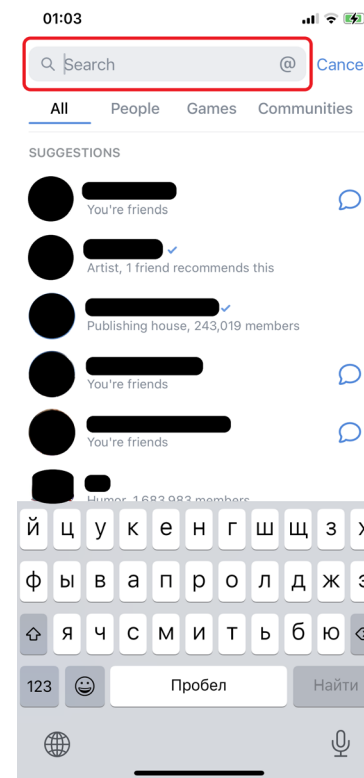 01:03
Search @ Cance
All People Games Communities
SUGGESTIONS
You're friends
Artist, 1 friend recommends this
Publishing house, 243,019 members
You're friends
You're friends
Humor, 1,683,983 members
й ц у к е н г ш щ з х
ф ы в а п р о л д ж э
я ч с м и т ь б ю
123 Пробел Найти